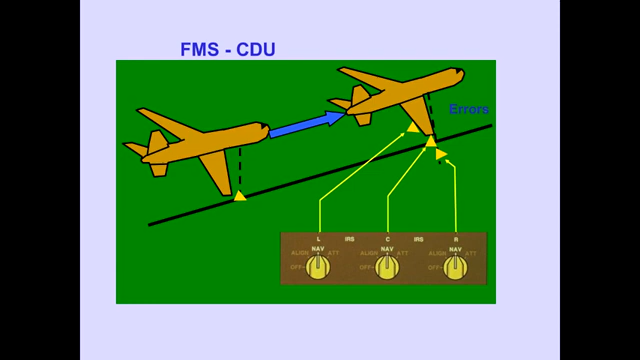 FMS - CDU
Errors
L IRS C IRS R
NAV NAV NAV
ALIGN ATT ALIGN ATT ALIGN ATT
OFF OFF OFF